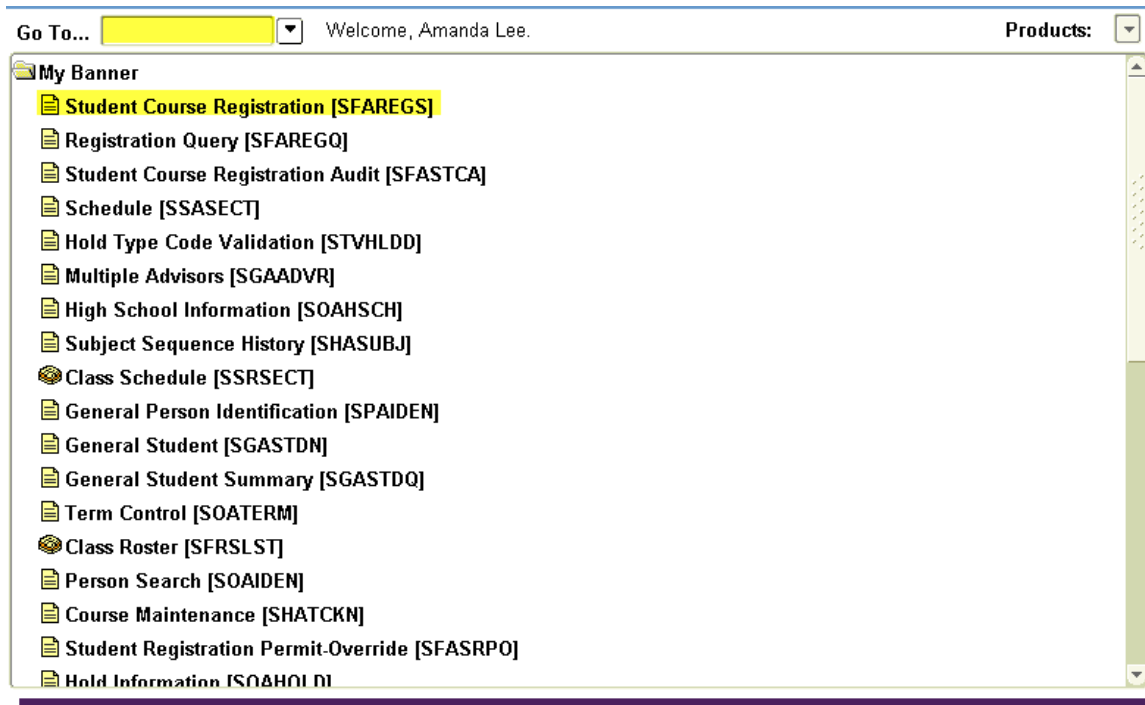 Go To... Welcome, Amanda Lee. Products:
My Banner
Student Course Registration [SFAREGS]
Registration Query [SFAREGQ]
Student Course Registration Audit [SFASTCA]
Schedule [SSASECT]
Hold Type Code Validation [STVHLDD]
Multiple Advisors [SGAADVR]
High School Information [SOAHSCH]
Subject Sequence History [SHASUBJ]
Class Schedule [SSRSECT]
General Person Identification [SPAIDEN]
General Student [SGASTDN]
General Student Summary [SGASTDQ]
Term Control [SOATERM]
Class Roster [SFRSLST]
Person Search [SOAIDEN]
Course Maintenance [SHATCKN]
Student Registration Permit-Override [SFASRPO]
Hold Information [SOAHOLD]